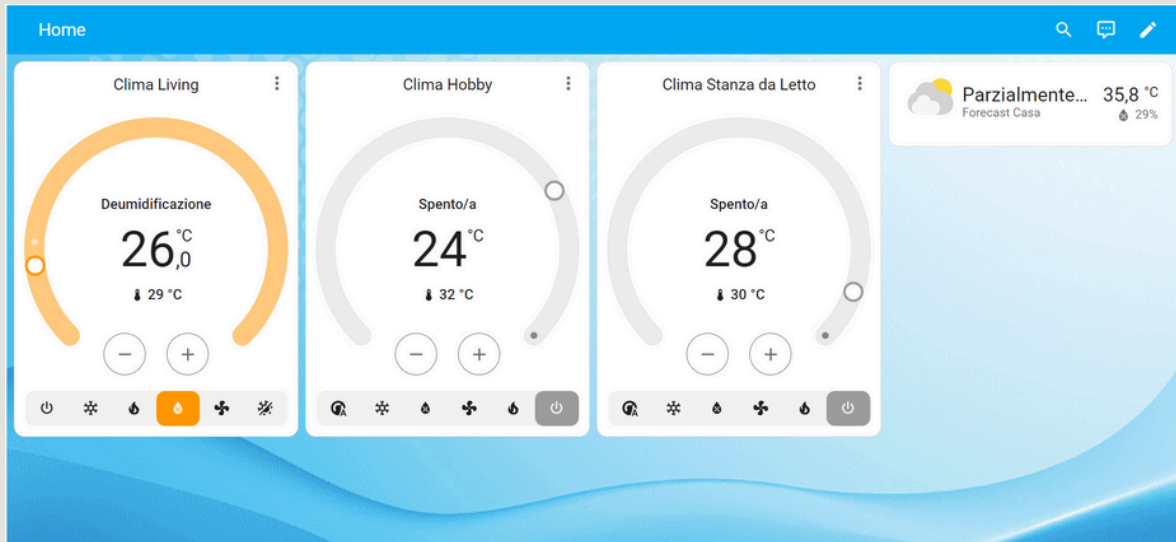 Home
Clima Living
Deumidificazione
26,0 °C
29 °C
Clima Hobby
Spento/a
24 °C
32 °C
Clima Stanza da Letto
Spento/a
28 °C
30 °C
Parzialmente... 35,8 °C
Forecast Casa 29%